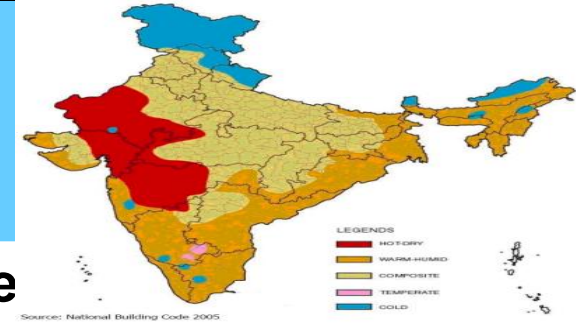 e
LEGENDS
HOT-DRY
WARM-HUMID
COMPOSITE
TEMPERATE
COLD
Source: National Building Code 2005